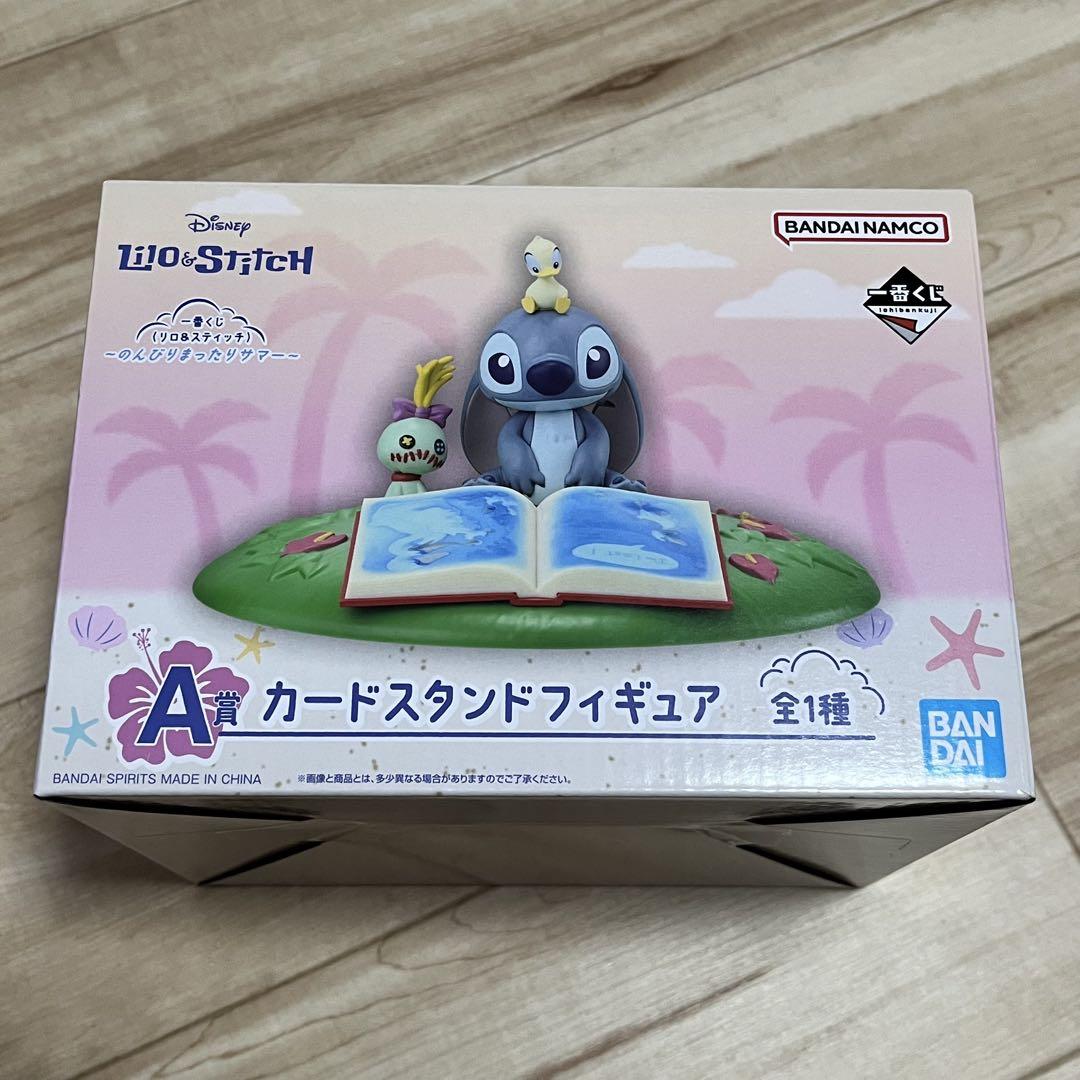 Disney
Lilo & Stitch
一番くじ
(リロ&スティッチ)
～のんびりまったりサマー～
BANDAI NAMCO
一番くじ
ichibankuji
I'm lost!
A賞 カードスタンドフィギュア 全1種
BANDAI SPIRITS MADE IN CHINA
※画像と商品とは、多少異なる場合がありますのでご了承ください。
BAN
DAI